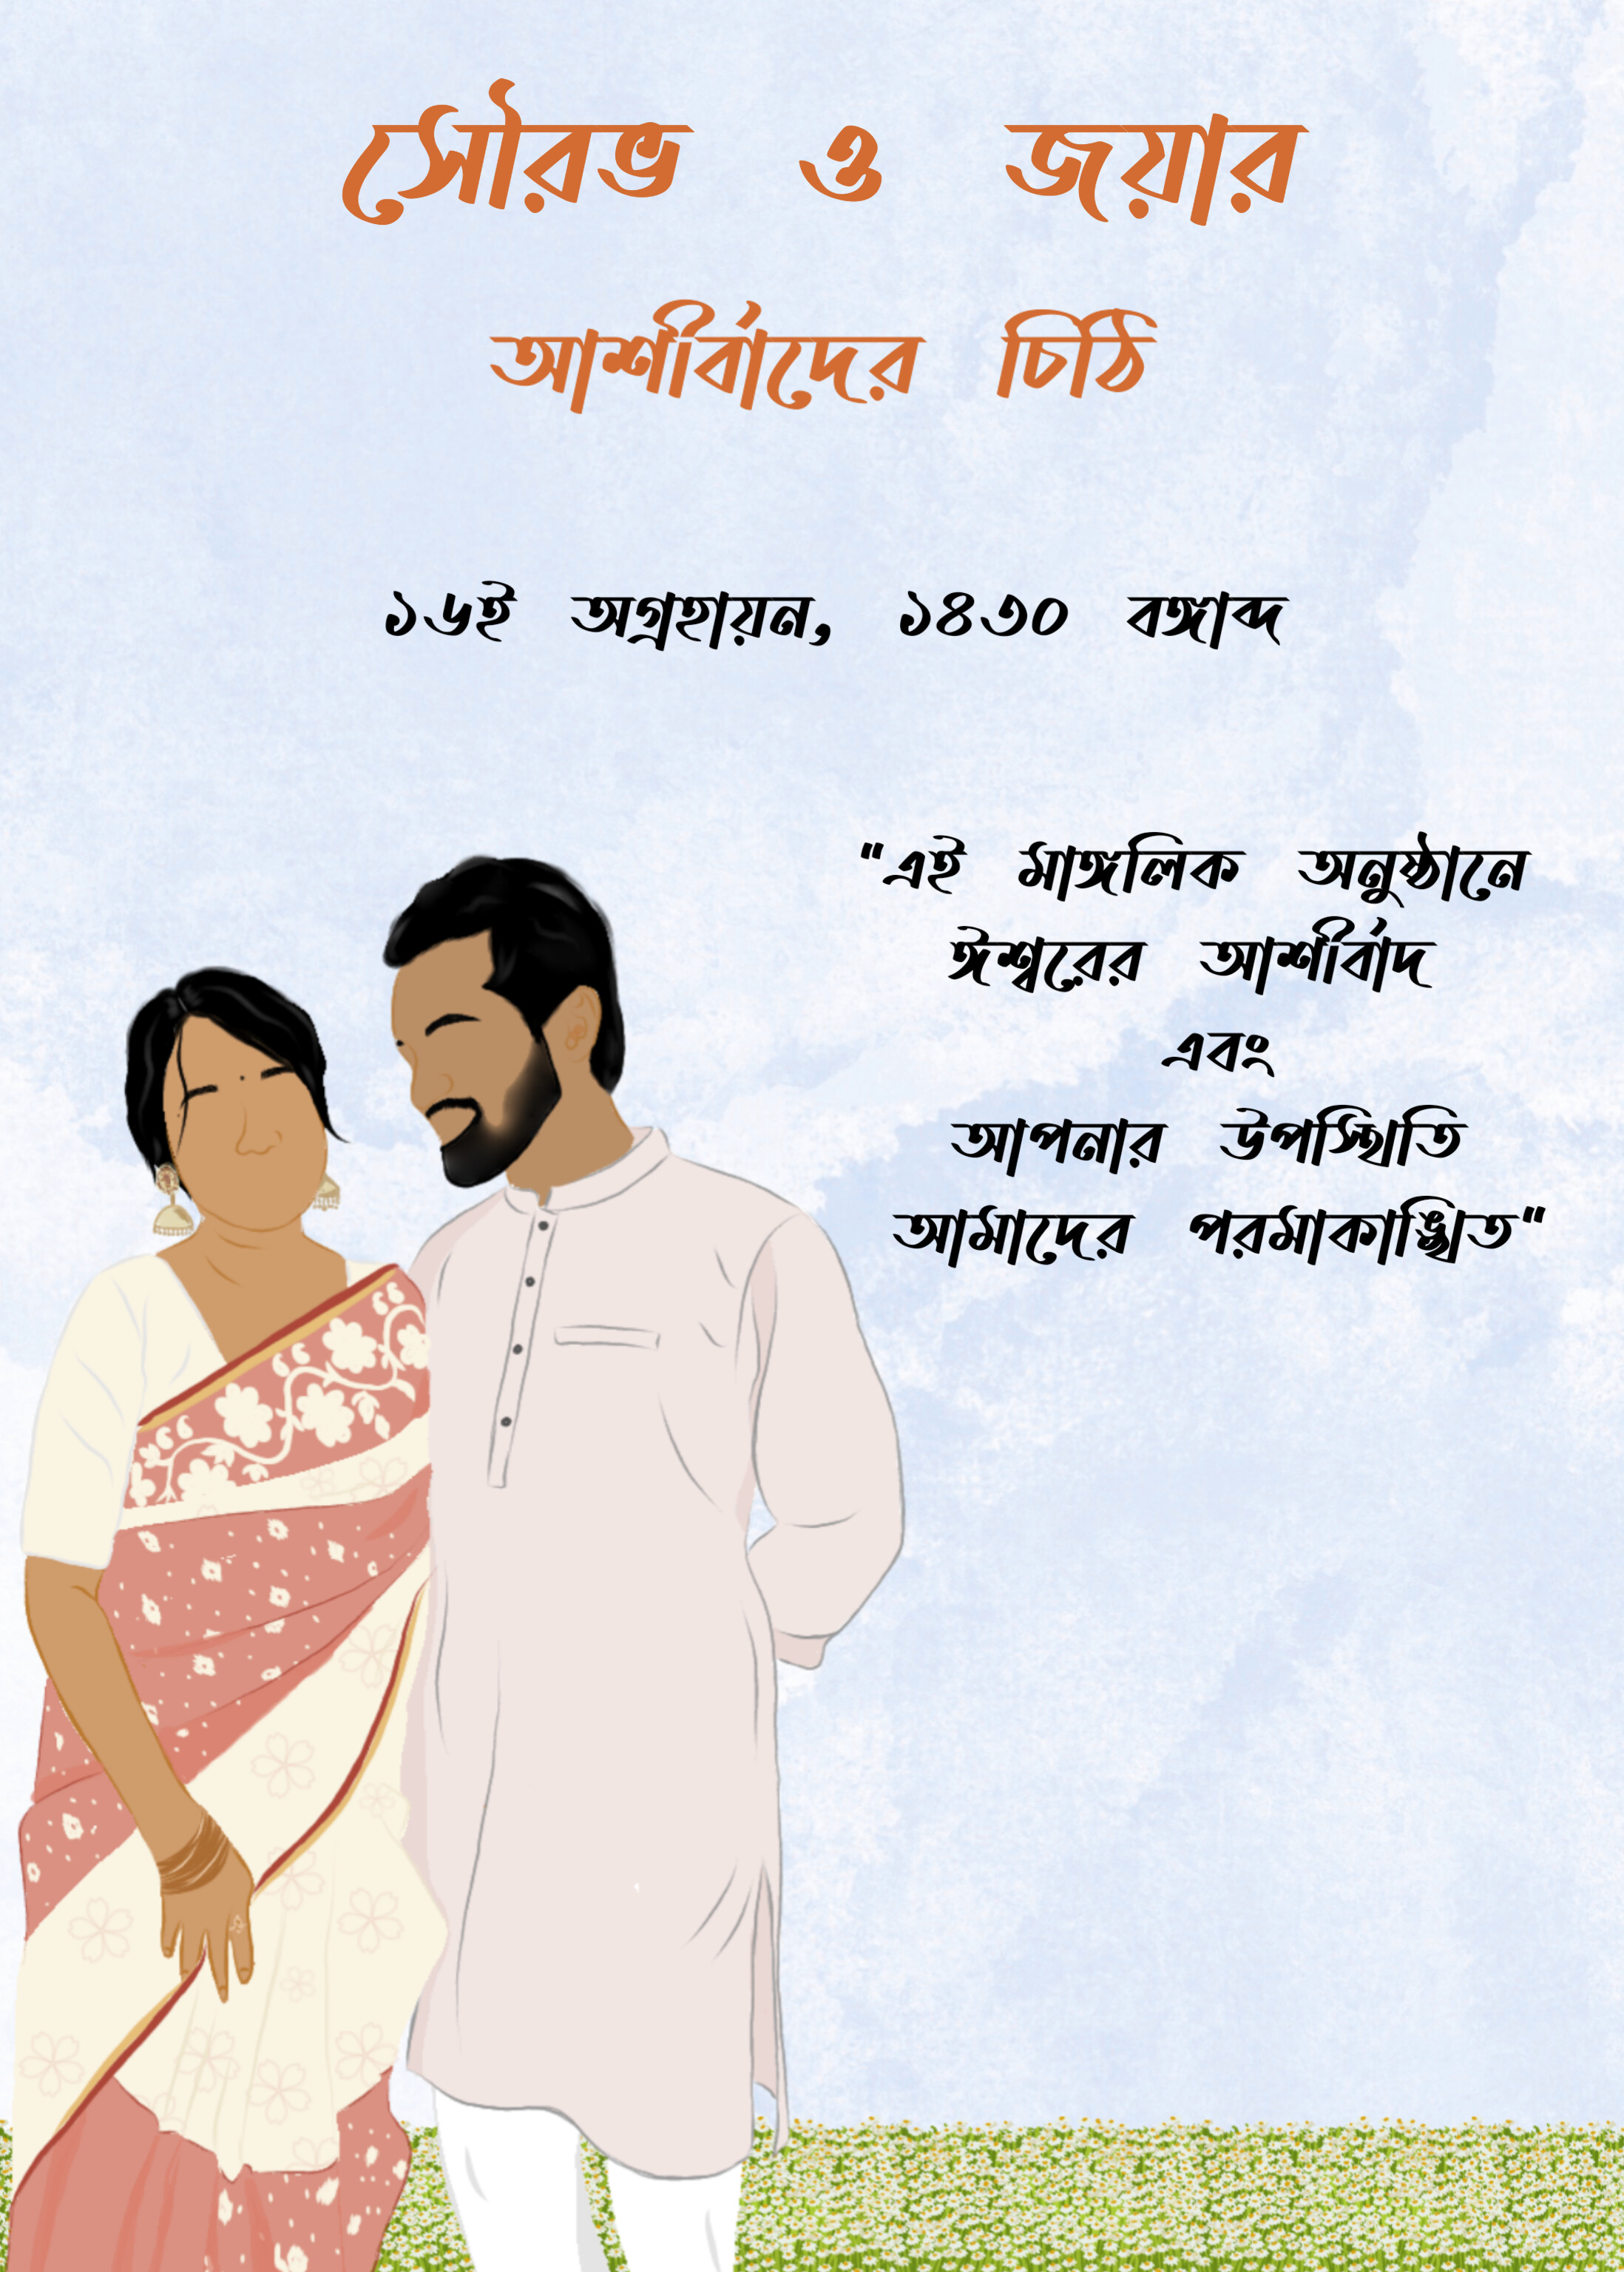 সৌরভ ও জয়ার
আশীর্বাদের চিঠি
১৬ই অগ্রহায়ন, ১৪৩০ বঙ্গাব্দ
"এই মাঙ্গলিক অনুষ্ঠানে
ঈশ্বরের আশীর্বাদ
এবং
আপনার উপস্থিতি
আমাদের পরমাকাঙ্খিত"